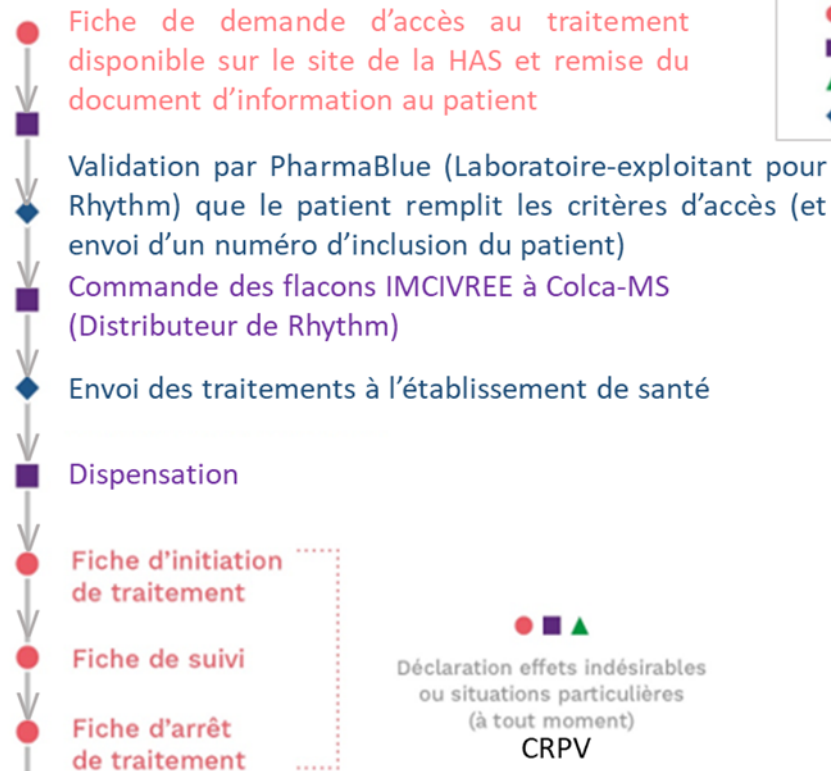 Fiche de demande d’accès au traitement
disponible sur le site de la HAS et remise du
document d’information au patient
Validation par PharmaBlue (Laboratoire-exploitant pour
Rhythm) que le patient remplit les critères d’accès (et
envoi d’un numéro d’inclusion du patient)
Commande des flacons IMCIVREE à Colca-MS
(Distributeur de Rhythm)
Envoi des traitements à l’établissement de santé
Dispensation
Fiche d’initiation
de traitement
Fiche de suivi
Fiche d’arrêt
de traitement
Déclaration effets indésirables
ou situations particulières
(à tout moment)
CRPV